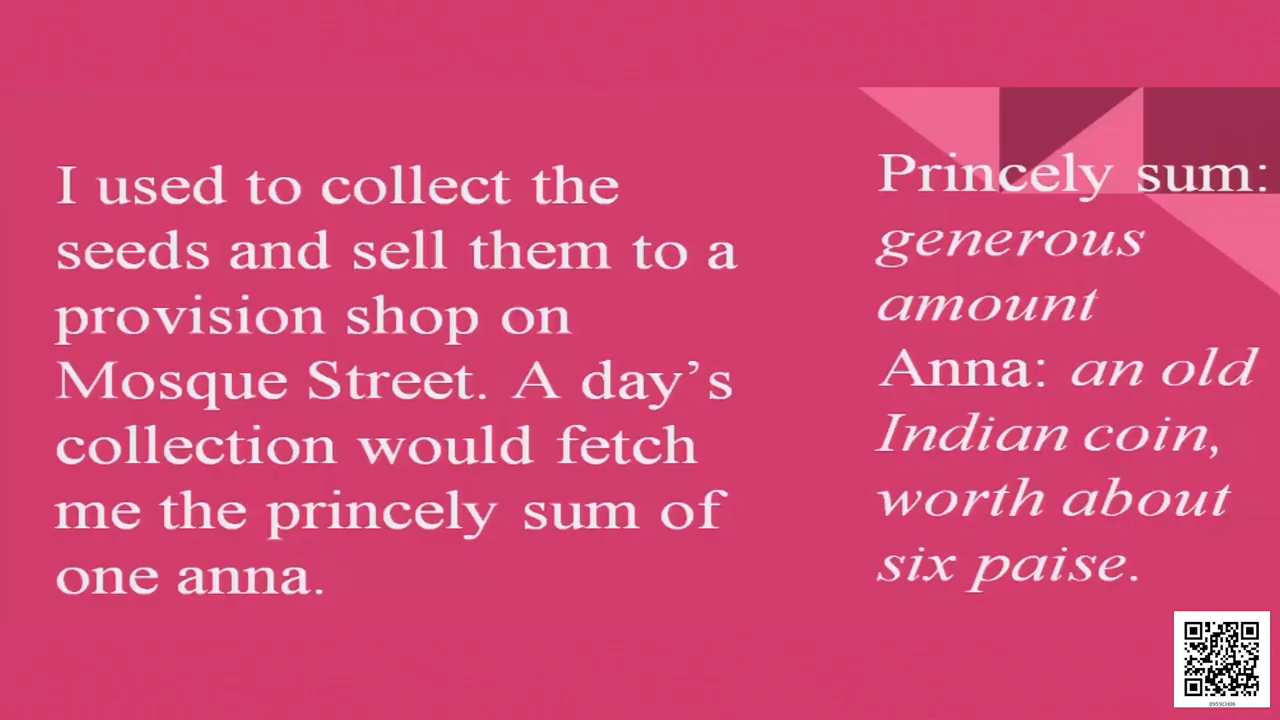 I used to collect the
seeds and sell them to a
provision shop on
Mosque Street. A day’s
collection would fetch
me the princely sum of
one anna.
Princely sum:
generous
amount
Anna: an old
Indian coin,
worth about
six paise.
0959CH06